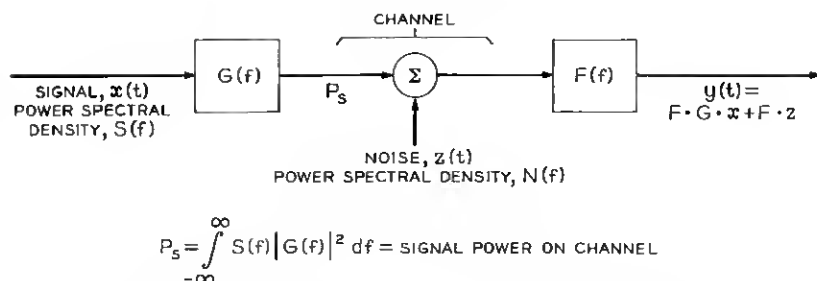 CHANNEL
G(f)
P_S
Σ
F(f)
SIGNAL, x(t)
POWER SPECTRAL
DENSITY, S(f)
y(t)=
F·G·x+F·z
NOISE, z(t)
POWER SPECTRAL DENSITY, N(f)
P_S = ∫_{-∞}^{∞} S(f)|G(f)|² df = SIGNAL POWER ON CHANNEL